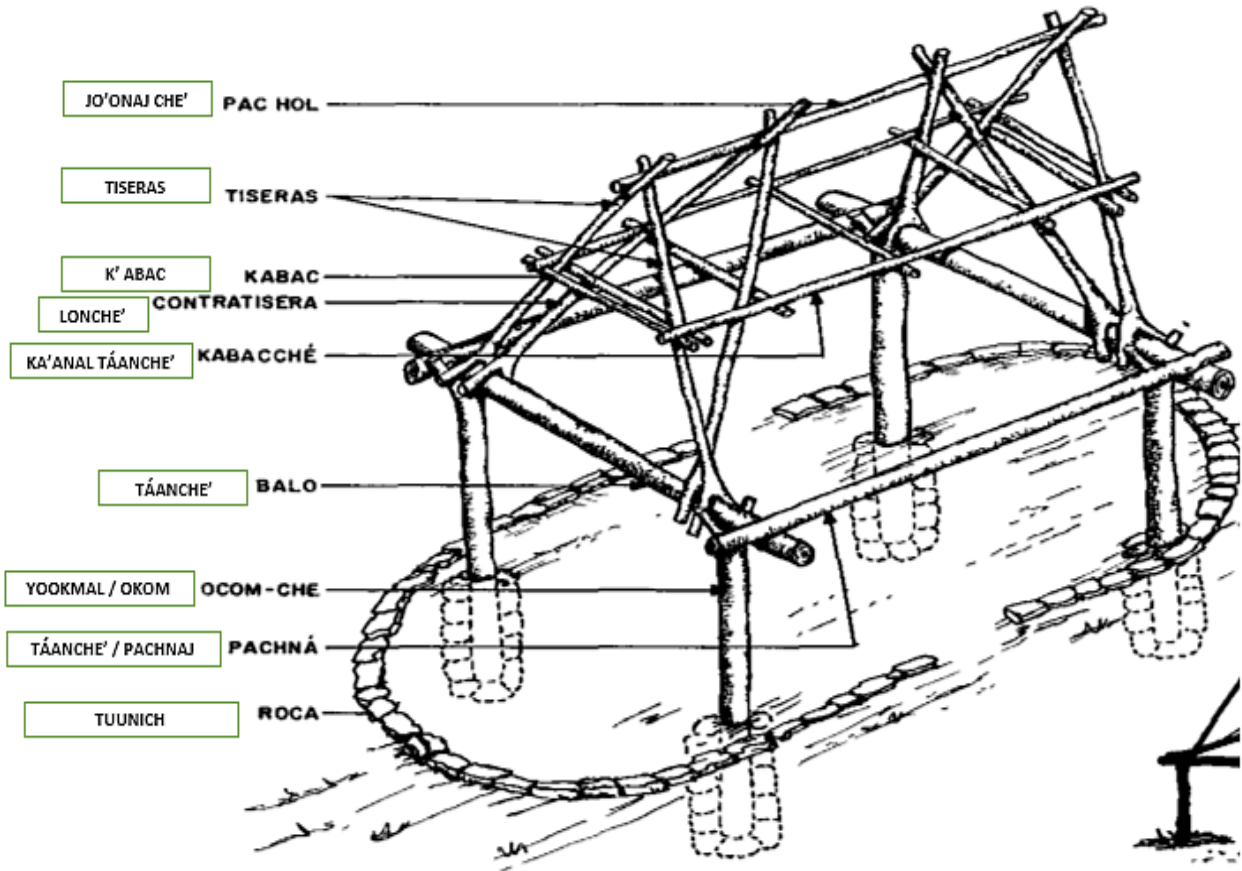 JO'ONAJ CHE' PAC HOL
TISERAS TISERAS
K' ABAC KABAC
LONCHE' CONTRATISERA
KA'ANAL TÁANCHE' KABACCHÉ
TÁANCHE' BALO
YOOKMAL / OKOM OCOM-CHE
TÁANCHE' / PACHNAJ PACHNÁ
TUUNICH ROCA